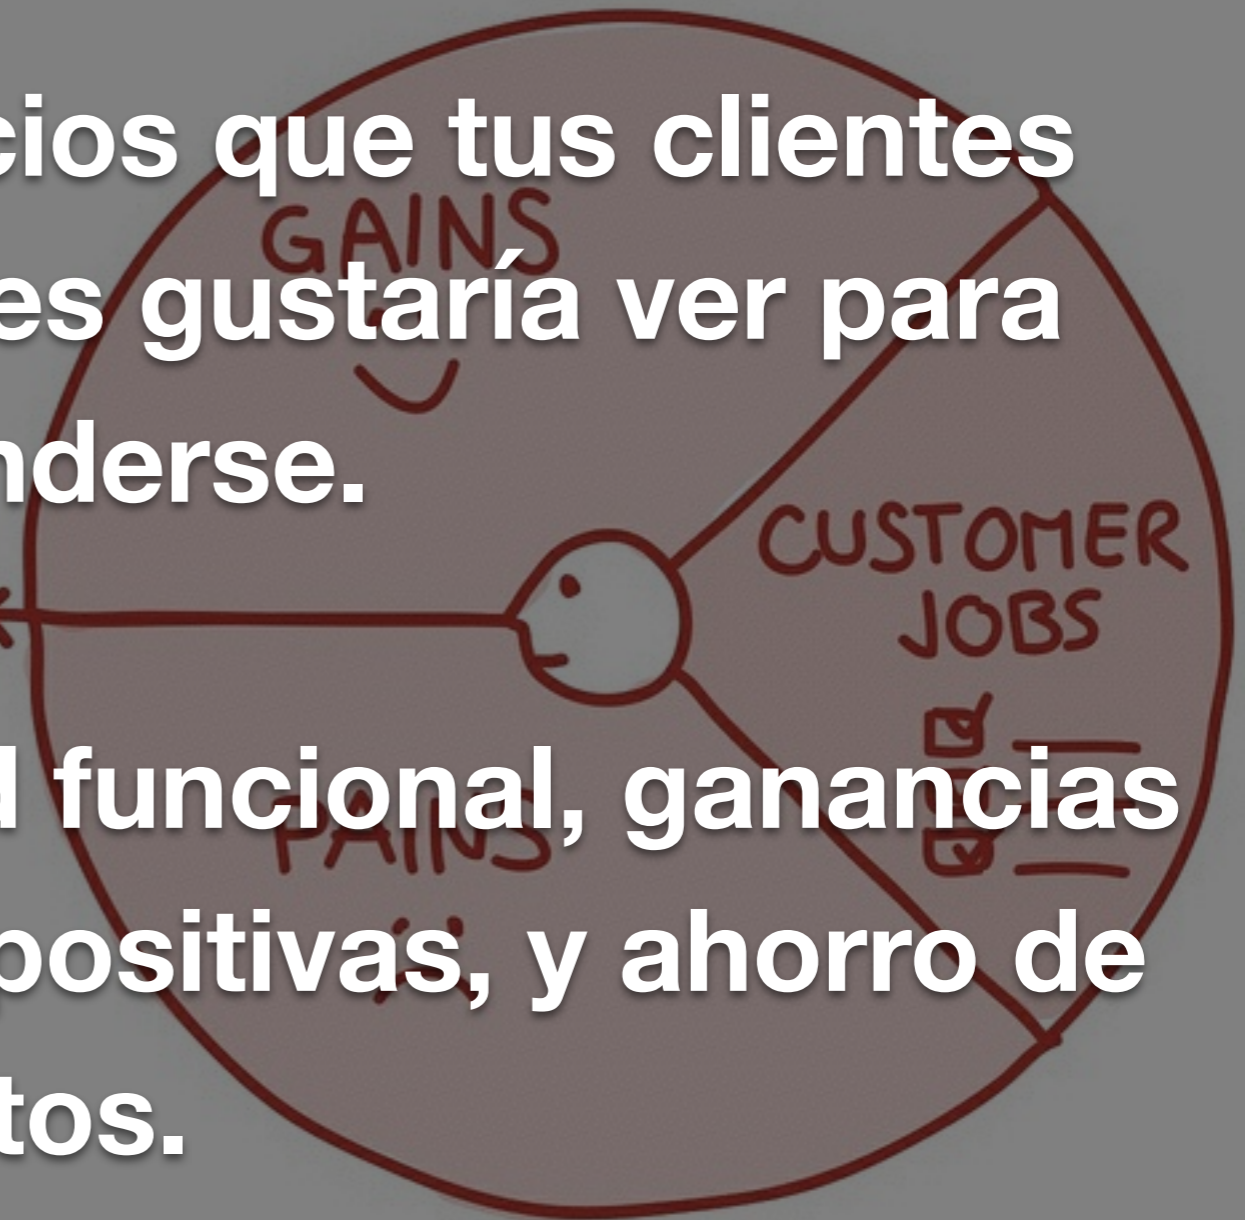 cios que tus clientes
GAINS
es gustaría ver para
nderse.
CUSTOMER
JOBS
d funcional, ganancias
PAINS
positivas, y ahorro de
tos.